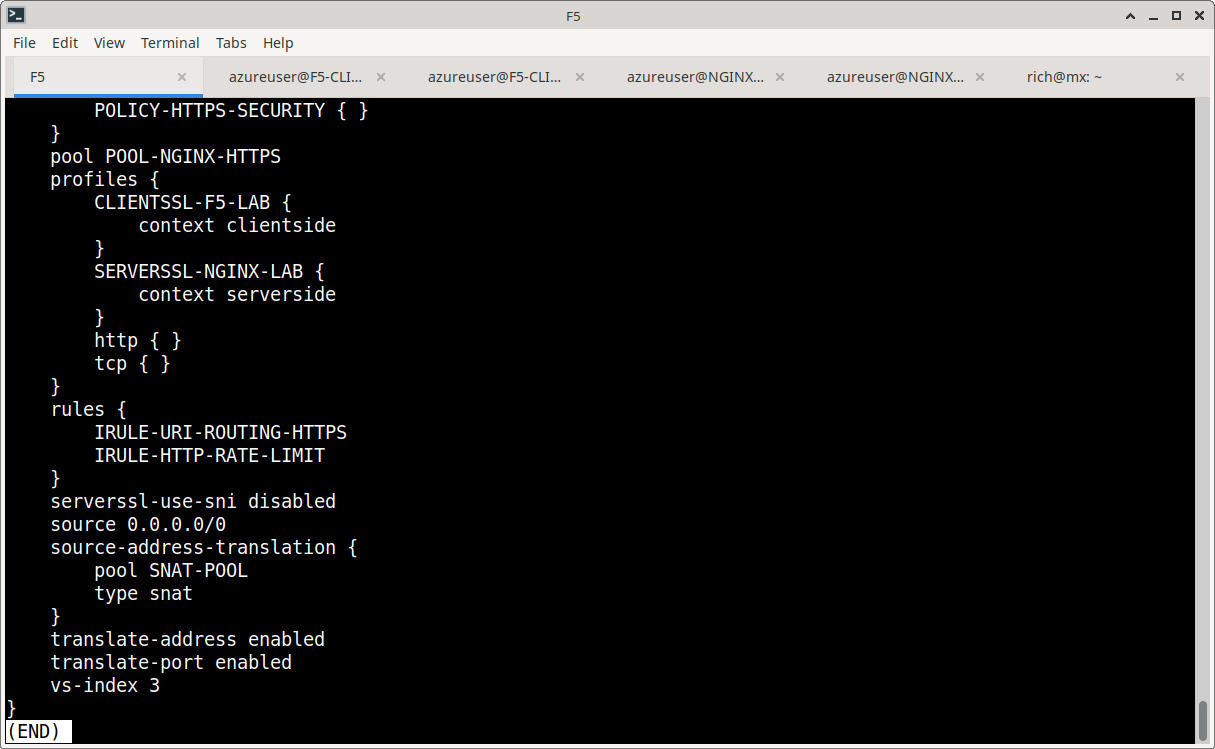 F5
File Edit View Terminal Tabs Help
F5 azureuser@F5-CLI... azureuser@F5-CLI... azureuser@NGINX... azureuser@NGINX... rich@mx: ~
        POLICY-HTTPS-SECURITY { }
    }
    pool POOL-NGINX-HTTPS
    profiles {
        CLIENTSSL-F5-LAB {
            context clientside
        }
        SERVERSSL-NGINX-LAB {
            context serverside
        }
        http { }
        tcp { }
    }
    rules {
        IRULE-URI-ROUTING-HTTPS
        IRULE-HTTP-RATE-LIMIT
    }
    serverssl-use-sni disabled
    source 0.0.0.0/0
    source-address-translation {
        pool SNAT-POOL
        type snat
    }
    translate-address enabled
    translate-port enabled
    vs-index 3
}
(END)